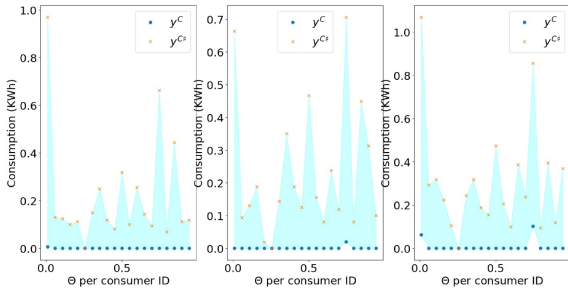 Consumption (KWh)
1.0
0.8
0.6
0.4
0.2
0.0
0.0
0.5
Θ per consumer ID
y^C
y^{C♯}
Consumption (KWh)
0.7
0.6
0.5
0.4
0.3
0.2
0.1
0.0
0.0
0.5
Θ per consumer ID
y^C
y^{C♯}
Consumption (KWh)
1.0
0.8
0.6
0.4
0.2
0.0
0.0
0.5
Θ per consumer ID
y^C
y^{C♯}